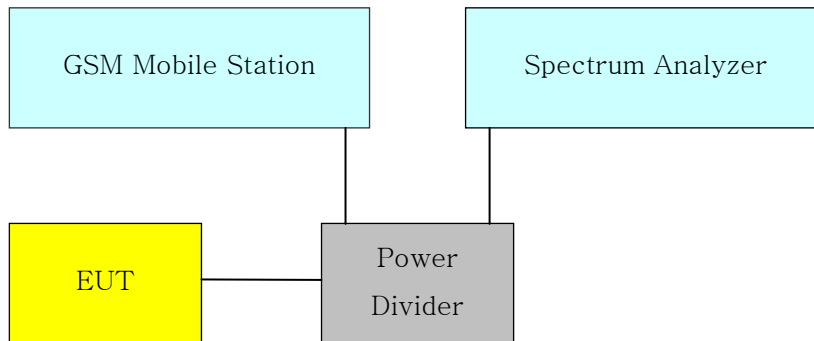 GSM Mobile Station
Spectrum Analyzer
EUT
Power
Divider